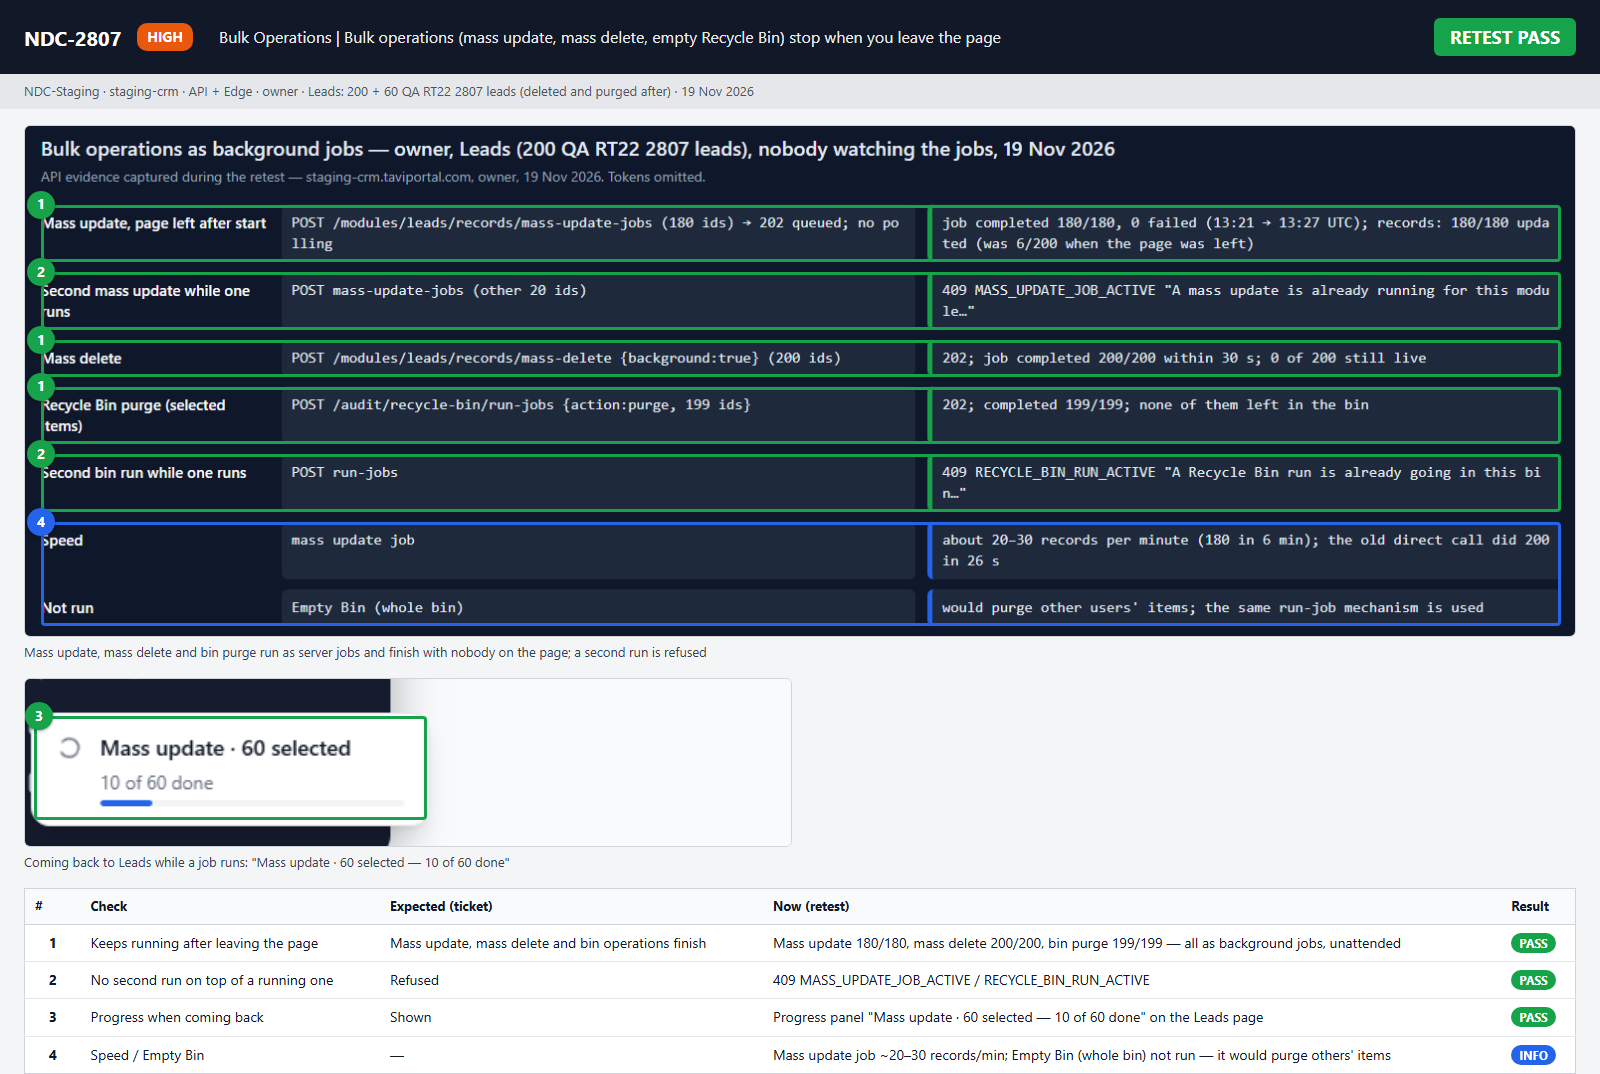 NDC-2807 HIGH Bulk Operations | Bulk operations (mass update, mass delete, empty Recycle Bin) stop when you leave the page RETEST PASS
NDC-Staging · staging-crm · API + Edge · owner · Leads: 200 + 60 QA RT22 2807 leads (deleted and purged after) · 19 Nov 2026
Bulk operations as background jobs — owner, Leads (200 QA RT22 2807 leads), nobody watching the jobs, 19 Nov 2026
API evidence captured during the retest — staging-crm.taviportal.com, owner, 19 Nov 2026. Tokens omitted.
1
Mass update, page left after start
POST /modules/leads/records/mass-update-jobs (180 ids) → 202 queued; no po
lling
job completed 180/180, 0 failed (13:21 → 13:27 UTC); records: 180/180 upda
ted (was 6/200 when the page was left)
2
Second mass update while one
runs
POST mass-update-jobs (other 20 ids)
409 MASS_UPDATE_JOB_ACTIVE "A mass update is already running for this modu
le…"
1
Mass delete
POST /modules/leads/records/mass-delete {background:true} (200 ids)
202; job completed 200/200 within 30 s; 0 of 200 still live
1
Recycle Bin purge (selected
items)
POST /audit/recycle-bin/run-jobs {action:purge, 199 ids}
202; completed 199/199; none of them left in the bin
2
Second bin run while one runs
POST run-jobs
409 RECYCLE_BIN_RUN_ACTIVE "A Recycle Bin run is already going in this bi
n…"
4
Speed
mass update job
about 20–30 records per minute (180 in 6 min); the old direct call did 200
in 26 s
Not run
Empty Bin (whole bin)
would purge other users' items; the same run-job mechanism is used
Mass update, mass delete and bin purge run as server jobs and finish with nobody on the page; a second run is refused
3
Mass update · 60 selected
10 of 60 done
Coming back to Leads while a job runs: "Mass update · 60 selected — 10 of 60 done"
# Check Expected (ticket) Now (retest) Result
1 Keeps running after leaving the page Mass update, mass delete and bin operations finish Mass update 180/180, mass delete 200/200, bin purge 199/199 — all as background jobs, unattended PASS
2 No second run on top of a running one Refused 409 MASS_UPDATE_JOB_ACTIVE / RECYCLE_BIN_RUN_ACTIVE PASS
3 Progress when coming back Shown Progress panel "Mass update · 60 selected — 10 of 60 done" on the Leads page PASS
4 Speed / Empty Bin — Mass update job ~20–30 records/min; Empty Bin (whole bin) not run — it would purge others' items INFO